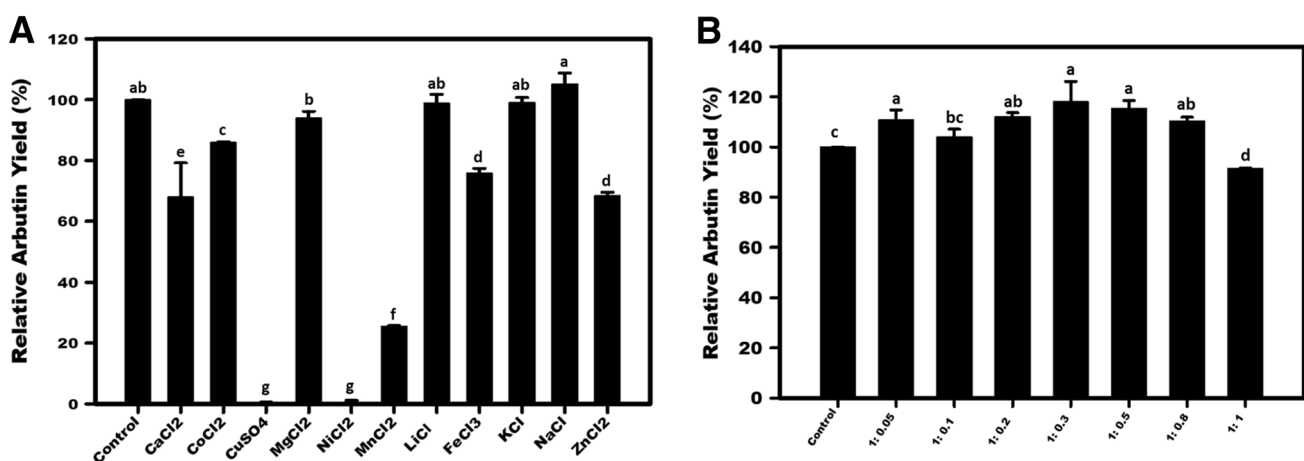 A
Relative Arbutin Yield (%)
120
100
80
60
40
20
0
ab
e
c
g
b
g
f
ab
d
ab
a
d
Control
CaCl2
CoCl2
CuSO4
MgCl2
NiCl2
MnCl2
LiCl
FeCl3
KCl
NaCl
ZnCl2
B
Relative Arbutin Yield (%)
140
120
100
80
60
40
20
0
c
a
bc
ab
a
a
ab
d
Control
1: 0.05
1: 0.1
1: 0.2
1: 0.3
1: 0.5
1: 0.8
1: 1